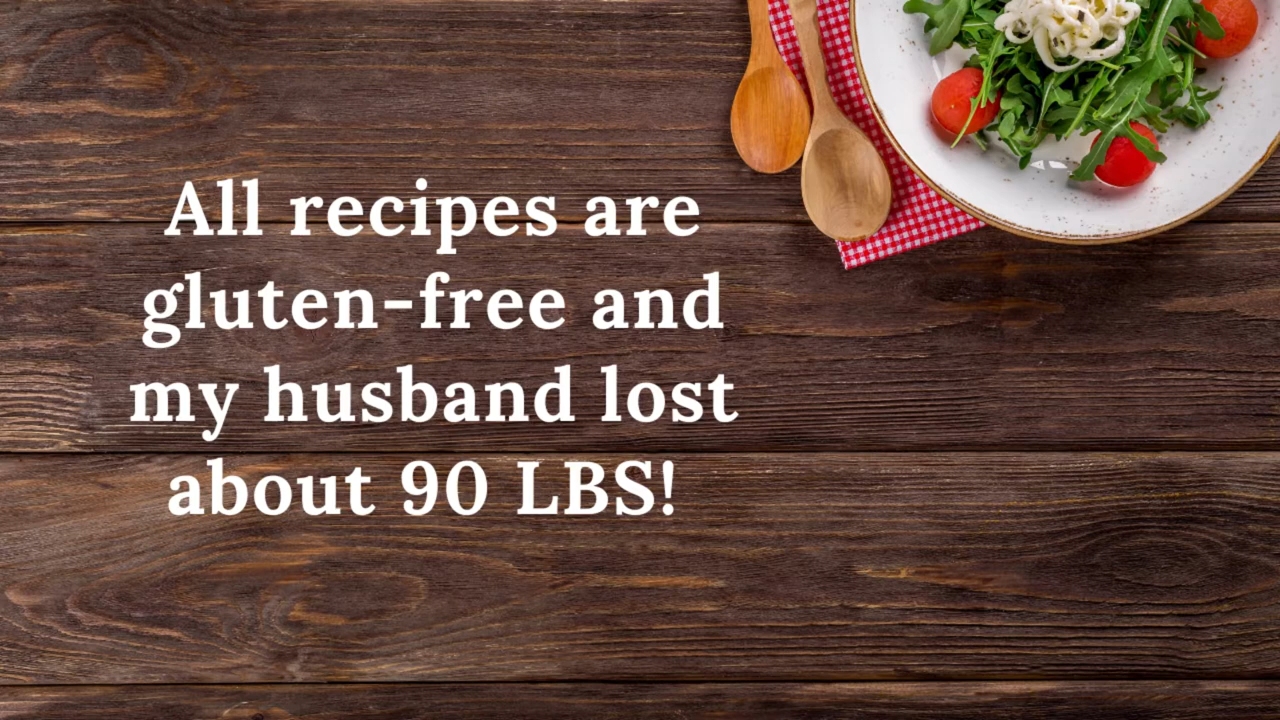 All recipes are
gluten-free and
my husband lost
about 90 LBS!